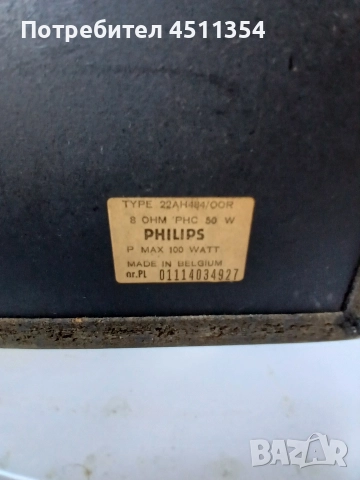 Потребител 4511354
TYPE 22AH484/00R
8 OHM PHC 50 W
PHILIPS
P MAX 100 WATT
MADE IN BELGIUM
nr.PL 01114034927
BAZAR